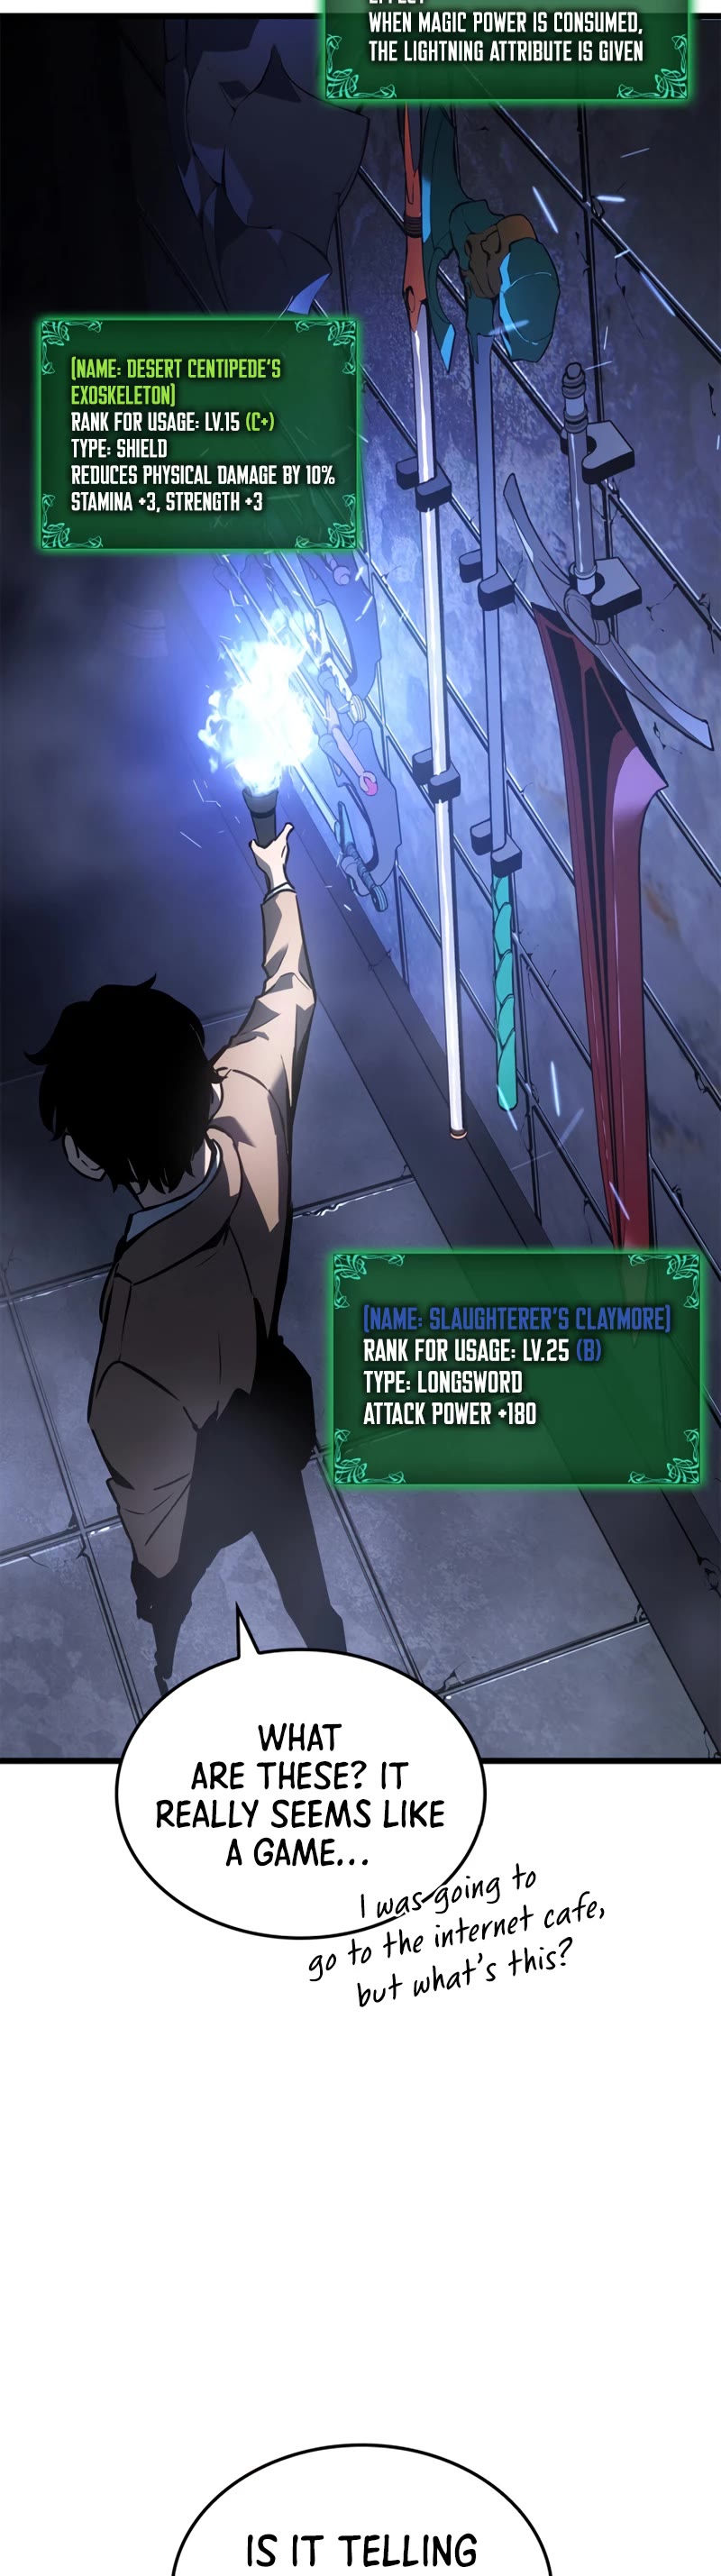 EFFECT
WHEN MAGIC POWER IS CONSUMED,
THE LIGHTNING ATTRIBUTE IS GIVEN
[NAME: DESERT CENTIPEDE'S
EXOSKELETON]
RANK FOR USAGE: LV.15 (C+)
TYPE: SHIELD
REDUCES PHYSICAL DAMAGE BY 10%
STAMINA +3, STRENGTH +3
[NAME: SLAUGHTERER'S CLAYMORE]
RANK FOR USAGE: LV.25 (B)
TYPE: LONGSWORD
ATTACK POWER +180
WHAT
ARE THESE? IT
REALLY SEEMS LIKE
A GAME...
I was going to
go to the internet cafe,
but what's this?
IS IT TELLING